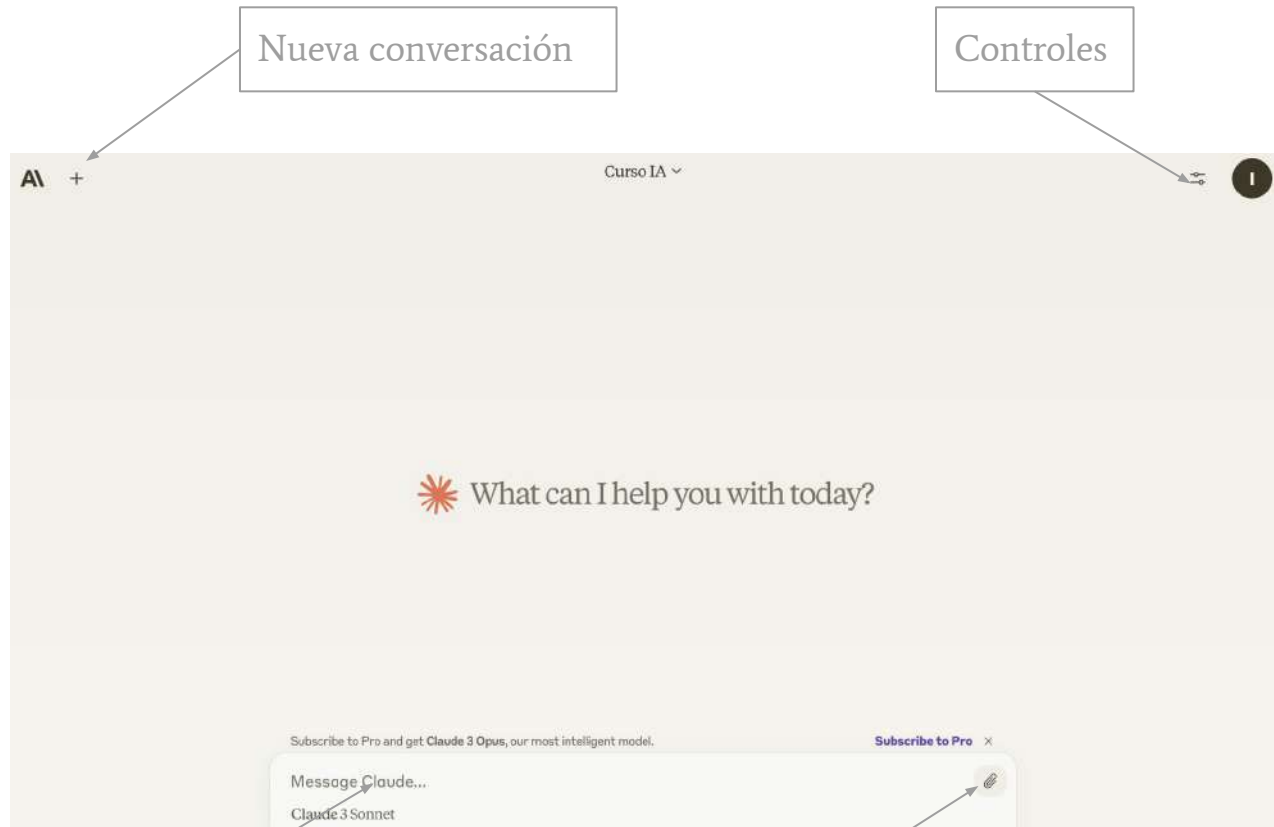 Nueva conversación
Controles
A\ +
Curso IA
I
What can I help you with today?
Subscribe to Pro and get Claude 3 Opus, our most intelligent model.
Subscribe to Pro ×
Message Claude...
Claude 3 Sonnet